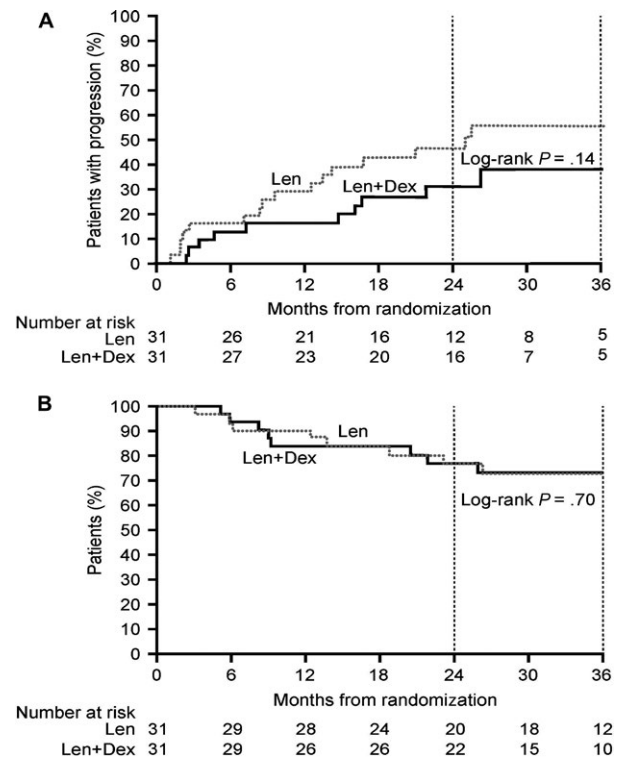 A
Patients with progression (%)
100
90
80
70
60
50
40
30
20
10
0
Len
Len+Dex
Log-rank P = .14
0 6 12 18 24 30 36
Months from randomization
Number at risk
Len 31 26 21 16 12 8 5
Len+Dex 31 27 23 20 16 7 5
B
Patients (%)
100
90
80
70
60
50
40
30
20
10
0
Len
Len+Dex
Log-rank P = .70
0 6 12 18 24 30 36
Months from randomization
Number at risk
Len 31 29 28 24 20 18 12
Len+Dex 31 29 26 26 22 15 10